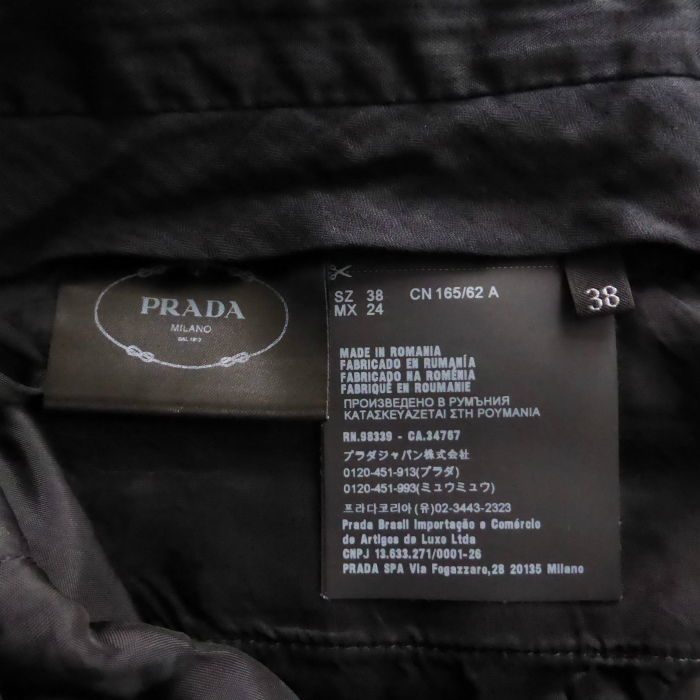 PRADA
MILANO
DAL 1913
SZ 38 CN 165/62 A
MX 24
38
MADE IN ROMANIA
FABRICADO EN RUMANÍA
FABRICADO NA ROMÉNIA
FABRIQUÉ EN ROUMANIE
ПРОИЗВЕДЕНО В РУМЪНИЯ
ΚΑΤΑΣΚΕΥΑΖΕΤΑΙ ΣΤΗ ΡΟΥΜΑΝΙΑ
RN.98339 - CA.34787
プラダジャパン株式会社
0120-451-913(プラダ)
0120-451-993(ミュウミュウ)
프라다코리아(유)02-3443-2323
Prada Brasil Importação e Comércio
de Artigos de Luxo Ltda
CNPJ 13.633.271/0001-26
PRADA SPA Via Fogazzaro,28 20135 Milano